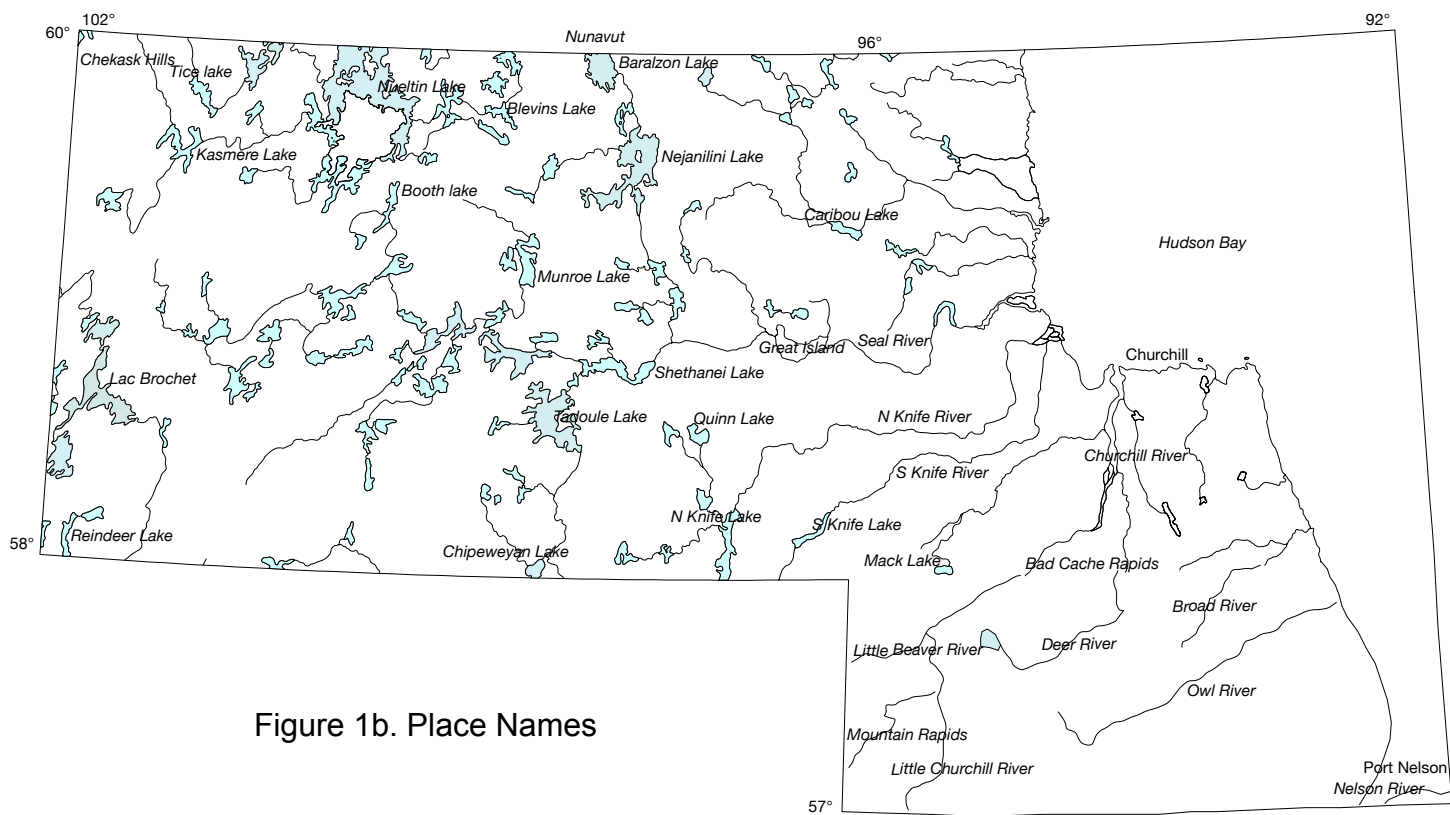 102°
92°
60°
Nunavut
96°
Chekask Hills
Tice lake
Baralzon Lake
Nueltin Lake
Blevins Lake
Kasmere Lake
Nejanilini Lake
Booth lake
Caribou Lake
Hudson Bay
Munroe Lake
Great Island
Seal River
Churchill
Lac Brochet
Shethanei Lake
Tadoule Lake
Quinn Lake
N Knife River
Churchill River
S Knife River
N Knife Lake
S Knife Lake
Reindeer Lake
58°
Chipeweyan Lake
Mack Lake
Bad Cache Rapids
Broad River
Little Beaver River
Deer River
Owl River
Figure 1b. Place Names
Mountain Rapids
Little Churchill River
Port Nelson
Nelson River
57°